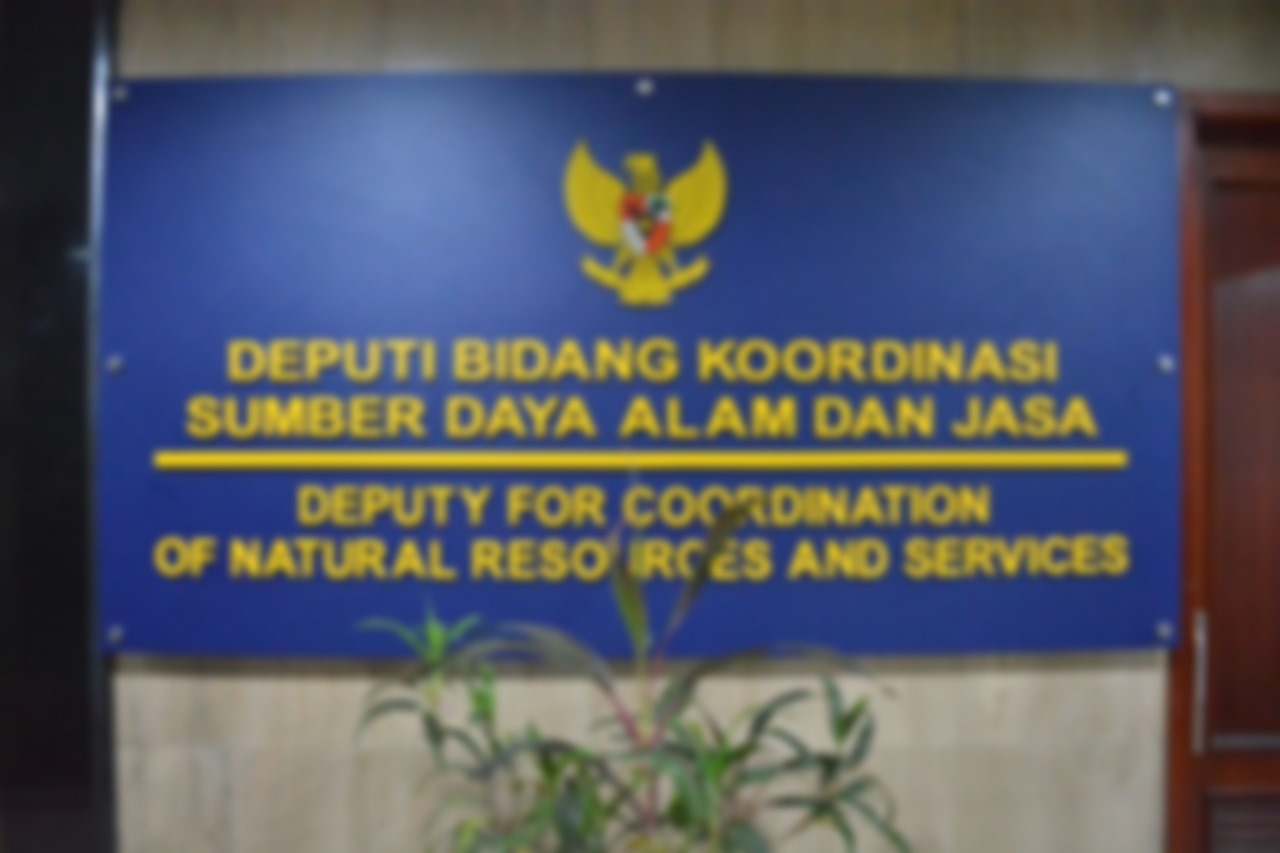 DEPUTI BIDANG KOORDINASI
SUMBER DAYA ALAM DAN JASA
DEPUTY FOR COORDINATION
OF NATURAL RESOURCES AND SERVICES